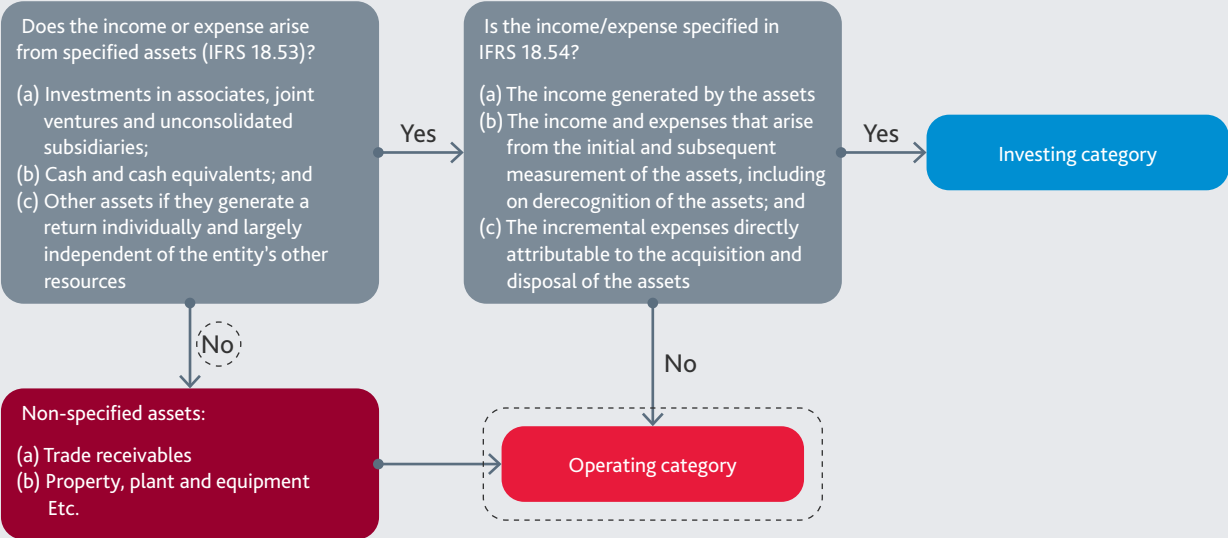 Does the income or expense arise
from specified assets (IFRS 18.53)?
(a) Investments in associates, joint
ventures and unconsolidated
subsidiaries;
(b) Cash and cash equivalents; and
(c) Other assets if they generate a
return individually and largely
independent of the entity's other
resources
Yes
Is the income/expense specified in
IFRS 18.54?
(a) The income generated by the assets
(b) The income and expenses that arise
from the initial and subsequent
measurement of the assets, including
on derecognition of the assets; and
(c) The incremental expenses directly
attributable to the acquisition and
disposal of the assets
Yes
Investing category
No
No
Non-specified assets:
(a) Trade receivables
(b) Property, plant and equipment
Etc.
Operating category